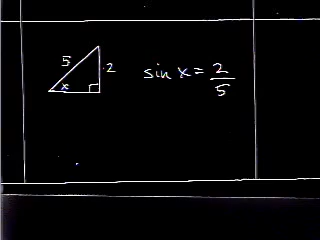 5
2
x
sin x = 2/5